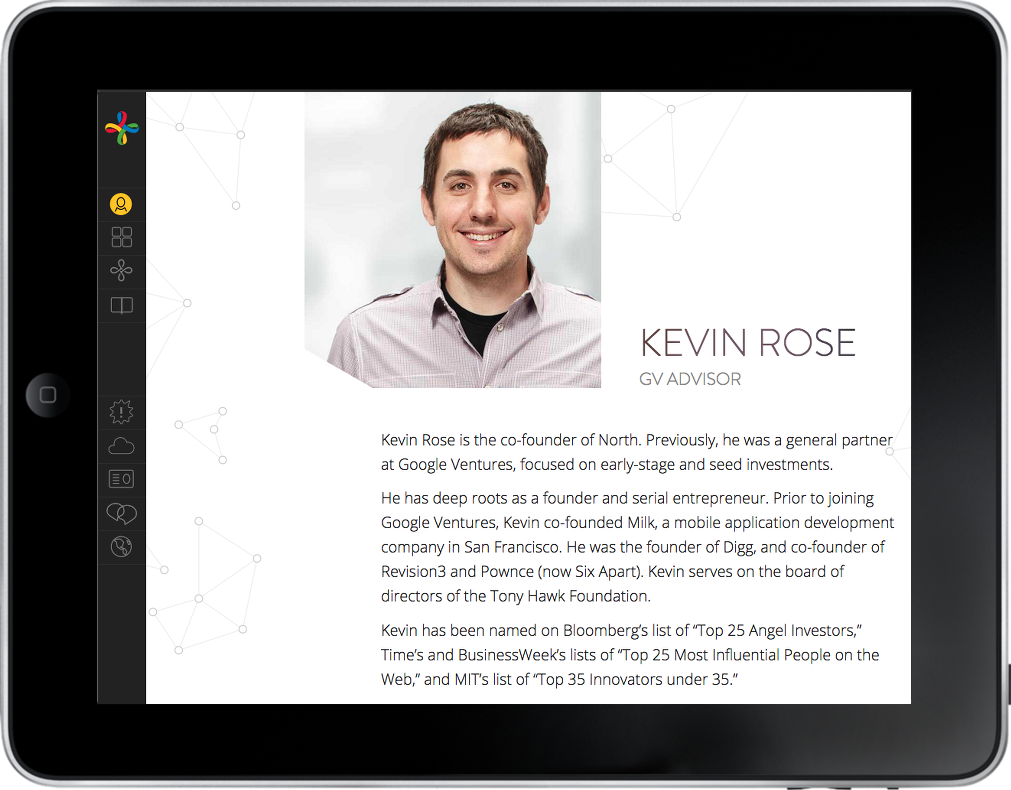 KEVIN ROSE
GV ADVISOR
Kevin Rose is the co-founder of North. Previously, he was a general partner
at Google Ventures, focused on early-stage and seed investments.
He has deep roots as a founder and serial entrepreneur. Prior to joining
Google Ventures, Kevin co-founded Milk, a mobile application development
company in San Francisco. He was the founder of Digg, and co-founder of
Revision3 and Pownce (now Six Apart). Kevin serves on the board of
directors of the Tony Hawk Foundation.
Kevin has been named on Bloomberg’s list of “Top 25 Angel Investors,”
Time’s and BusinessWeek’s lists of “Top 25 Most Influential People on the
Web,” and MIT’s list of “Top 35 Innovators under 35.”